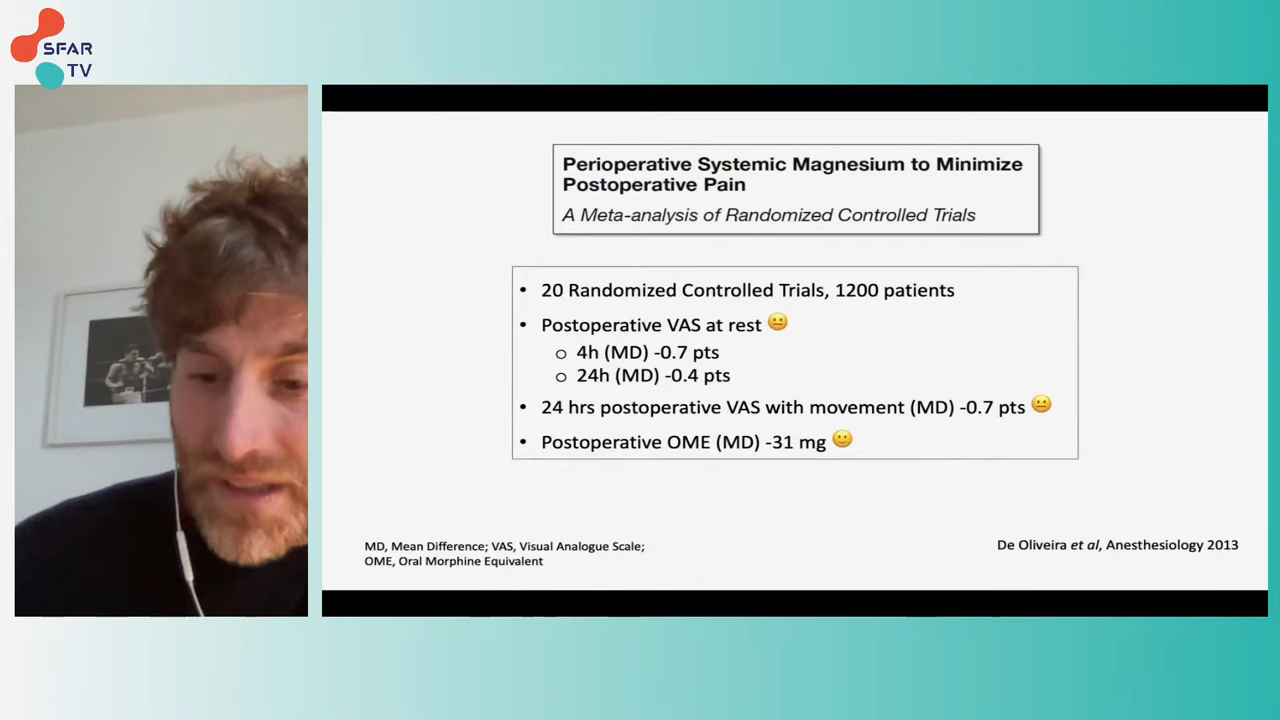 SFAR
TV
Perioperative Systemic Magnesium to Minimize
Postoperative Pain
A Meta-analysis of Randomized Controlled Trials
• 20 Randomized Controlled Trials, 1200 patients
• Postoperative VAS at rest 😐
o 4h (MD) -0.7 pts
o 24h (MD) -0.4 pts
• 24 hrs postoperative VAS with movement (MD) -0.7 pts 😐
• Postoperative OME (MD) -31 mg 🙂
MD, Mean Difference; VAS, Visual Analogue Scale;
OME, Oral Morphine Equivalent
De Oliveira et al, Anesthesiology 2013